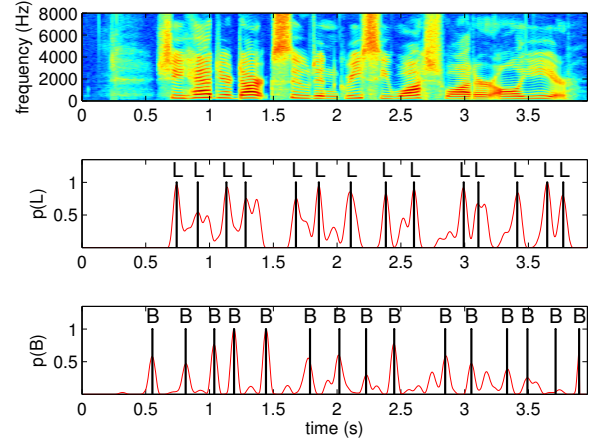 frequency (Hz)
8000
6000
4000
2000
0
0 0.5 1 1.5 2 2.5 3 3.5
L L L L L L L L L L L L L L
p(L)
1
0.5
0 0.5 1 1.5 2 2.5 3 3.5
B B B B B B B B B B B B B B B
p(B)
1
0.5
0 0.5 1 1.5 2 2.5 3 3.5
time (s)